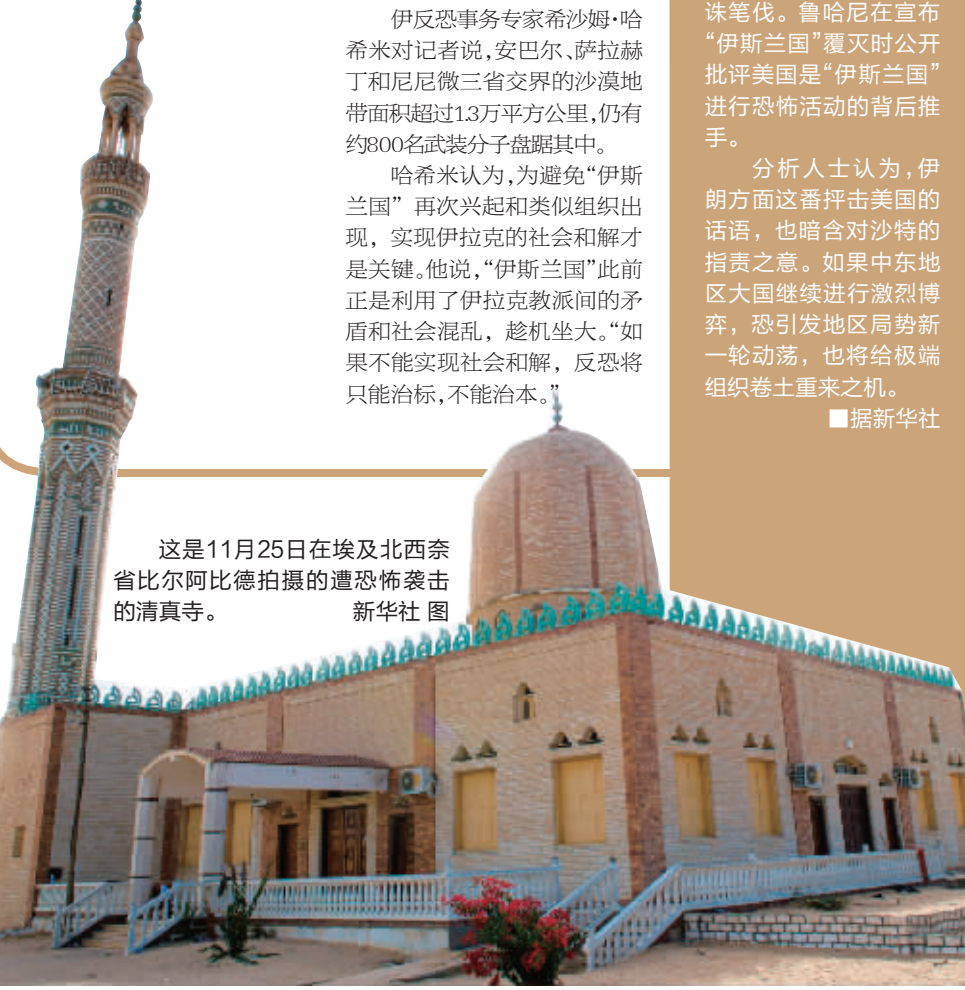 伊反恐事务专家希沙姆·哈
希米对记者说,安巴尔、萨拉赫
丁和尼尼微三省交界的沙漠地
带面积超过1.3万平方公里,仍有
约800名武装分子盘踞其中。
哈希米认为,为避免“伊斯
兰国”再次兴起和类似组织出
现，实现伊拉克的社会和解才
是关键。他说,“伊斯兰国”此前
正是利用了伊拉克教派间的矛
盾和社会混乱，趁机坐大。“如
果不能实现社会和解，反恐将
只能治标,不能治本。”
诛笔伐。鲁哈尼在宣布
“伊斯兰国”覆灭时公开
批评美国是“伊斯兰国”
进行恐怖活动的背后推
手。
分析人士认为,伊
朗方面这番抨击美国的
话语，也暗含对沙特的
指责之意。如果中东地
区大国继续进行激烈博
弈，恐引发地区局势新
一轮动荡，也将给极端
组织卷土重来之机。
■据新华社
这是11月25日在埃及北西奈
省比尔阿比德拍摄的遭恐怖袭击
的清真寺。 新华社 图